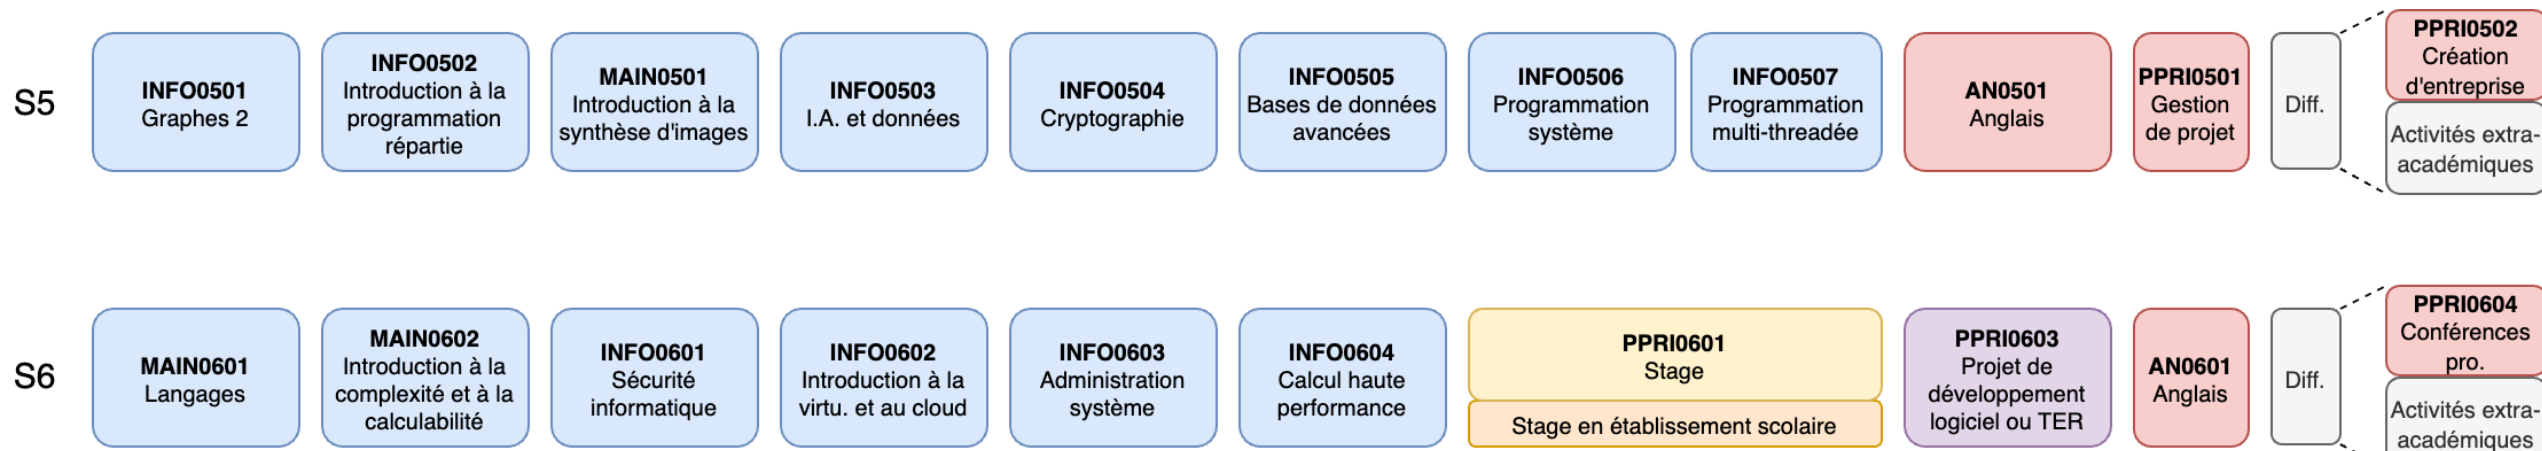 S5
INFO0501
Graphes 2
INFO0502
Introduction à la
programmation
répartie
MAIN0501
Introduction à la
synthèse d'images
INFO0503
I.A. et données
INFO0504
Cryptographie
INFO0505
Bases de données
avancées
INFO0506
Programmation
système
INFO0507
Programmation
multi-threadée
AN0501
Anglais
PPRI0501
Gestion
de projet
Diff.
PPRI0502
Création
d'entreprise
Activités extra-
académiques
S6
MAIN0601
Langages
MAIN0602
Introduction à la
complexité et à la
calculabilité
INFO0601
Sécurité
informatique
INFO0602
Introduction à la
virtu. et au cloud
INFO0603
Administration
système
INFO0604
Calcul haute
performance
PPRI0601
Stage
Stage en établissement scolaire
PPRI0603
Projet de
développement
logiciel ou TER
AN0601
Anglais
Diff.
PPRI0604
Conférences
pro.
Activités extra-
académiques